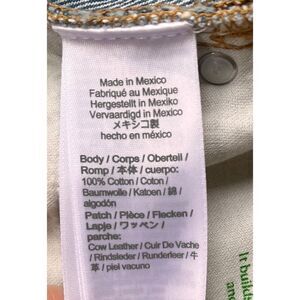 Made in Mexico
Fabriqué au Mexique
Hergestellt in Mexiko
Vervaardigd in Mexico
メキシコ製
hecho en méxico
Body / Corps / Oberteil /
Romp / 本体 / cuerpo:
100% Cotton / Coton /
Baumwolle / Katoen / 綿 /
algodón
Patch / Pièce / Flecken /
Lapje / ワッペン /
parche:
Cow Leather / Cuir De Vache
/ Rindsleder / Runderleer / 牛
革 / piel vacuno
It builds